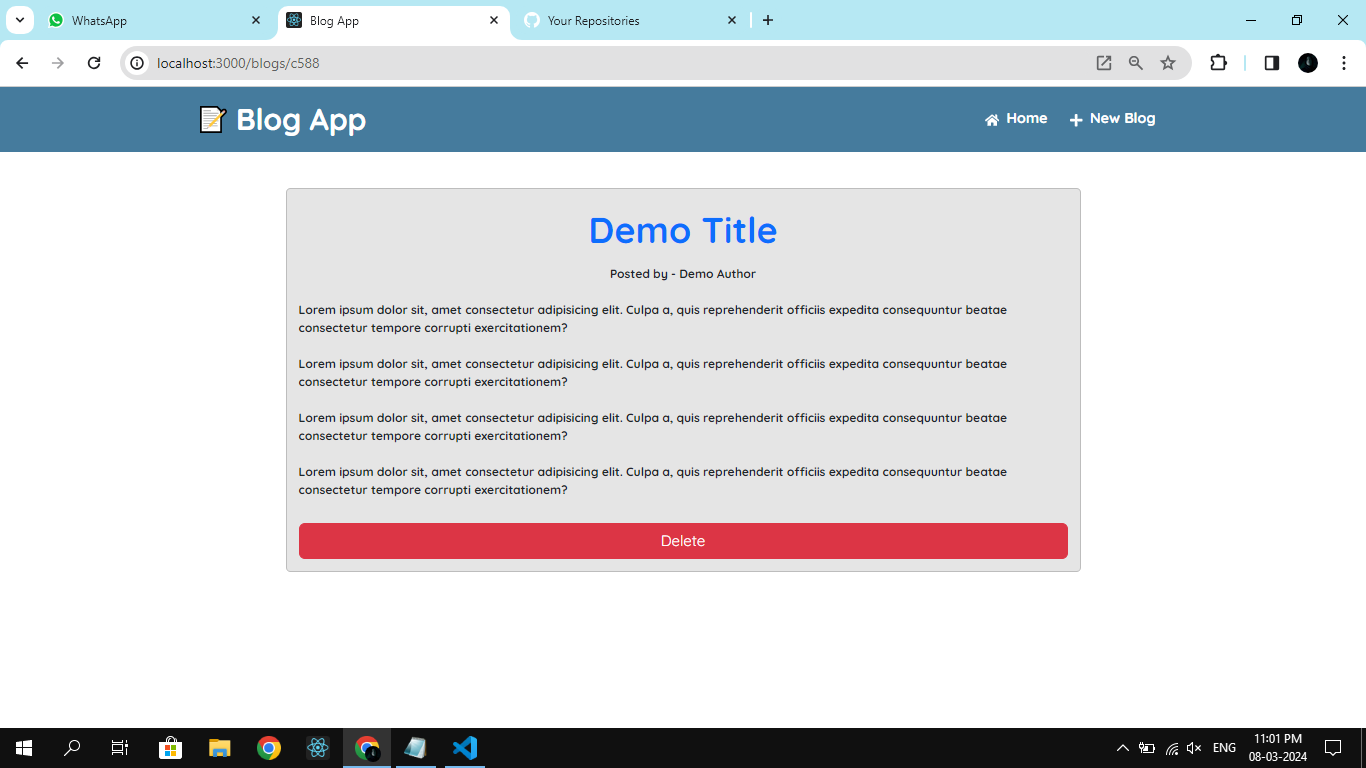 WhatsApp
Blog App
Your Repositories
localhost:3000/blogs/c588
Blog App
Home
New Blog
Demo Title
Posted by - Demo Author
Lorem ipsum dolor sit, amet consectetur adipisicing elit. Culpa a, quis reprehenderit officiis expedita consequuntur beatae
consectetur tempore corrupti exercitationem?
Lorem ipsum dolor sit, amet consectetur adipisicing elit. Culpa a, quis reprehenderit officiis expedita consequuntur beatae
consectetur tempore corrupti exercitationem?
Lorem ipsum dolor sit, amet consectetur adipisicing elit. Culpa a, quis reprehenderit officiis expedita consequuntur beatae
consectetur tempore corrupti exercitationem?
Lorem ipsum dolor sit, amet consectetur adipisicing elit. Culpa a, quis reprehenderit officiis expedita consequuntur beatae
consectetur tempore corrupti exercitationem?
Delete
ENG
11:01 PM
08-03-2024